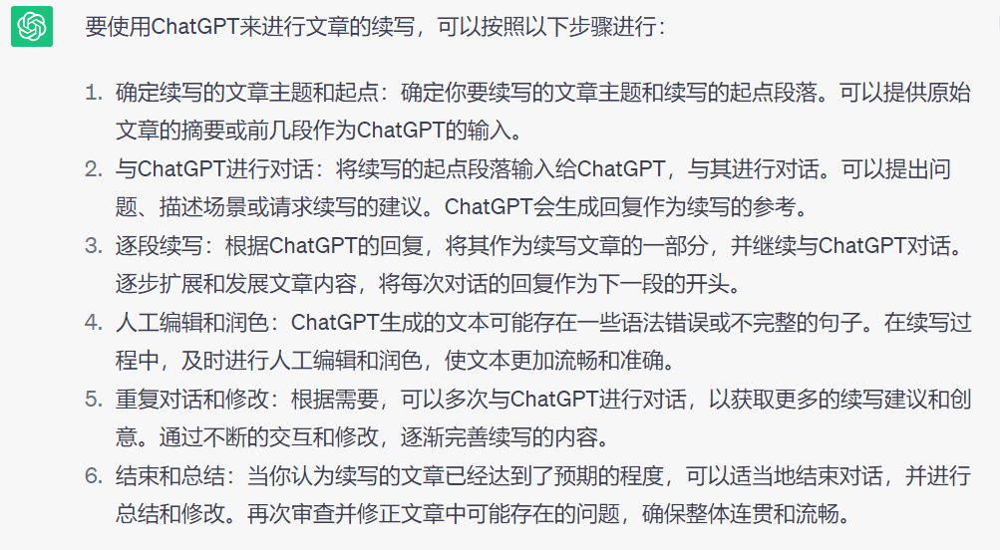 要使用ChatGPT来进行文章的续写，可以按照以下步骤进行：
1. 确定续写的文章主题和起点：确定你要续写的文章主题和续写的起点段落。可以提供原始
文章的摘要或前几段作为ChatGPT的输入。
2. 与ChatGPT进行对话：将续写的起点段落输入给ChatGPT，与其进行对话。可以提出问
题、描述场景或请求续写的建议。ChatGPT会生成回复作为续写的参考。
3. 逐段续写：根据ChatGPT的回复，将其作为续写文章的一部分，并继续与ChatGPT对话。
逐步扩展和发展文章内容，将每次对话的回复作为下一段的开头。
4. 人工编辑和润色：ChatGPT生成的文本可能存在一些语法错误或不完整的句子。在续写过
程中，及时进行人工编辑和润色，使文本更加流畅和准确。
5. 重复对话和修改：根据需要，可以多次与ChatGPT进行对话，以获取更多的续写建议和创
意。通过不断的交互和修改，逐渐完善续写的内容。
6. 结束和总结：当你认为续写的文章已经达到了预期的程度，可以适当地结束对话，并进行
总结和修改。再次审查并修正文章中可能存在的问题，确保整体连贯和流畅。